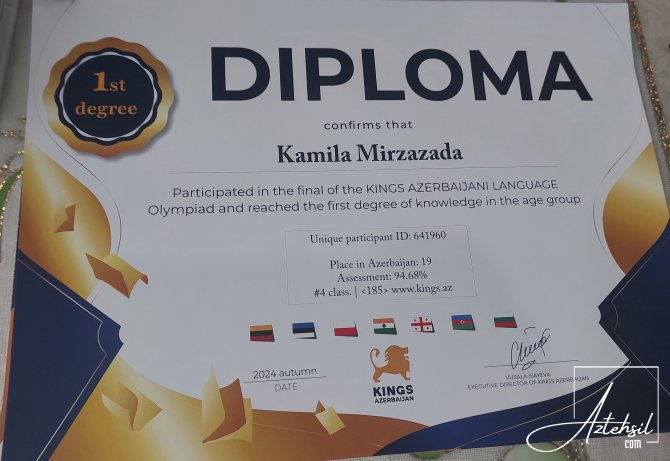 1st
degree
DIPLOMA
confirms that
Kamila Mirzazada
Participated in the final of the KINGS AZERBAIJANI LANGUAGE
Olympiad and reached the first degree of knowledge in the age group
Unique participant ID: 641960
Place in Azerbaijan: 19
Assessment: 94.68%
#4 class. | <185> www.kings.az
2024 autumn
DATE
KINGS
AZERBAIJAN
VUSALA ISAYEVA
EXECUTIVE DIRECTOR OF KINGS AZERBAIJAN
Aztehsil
com